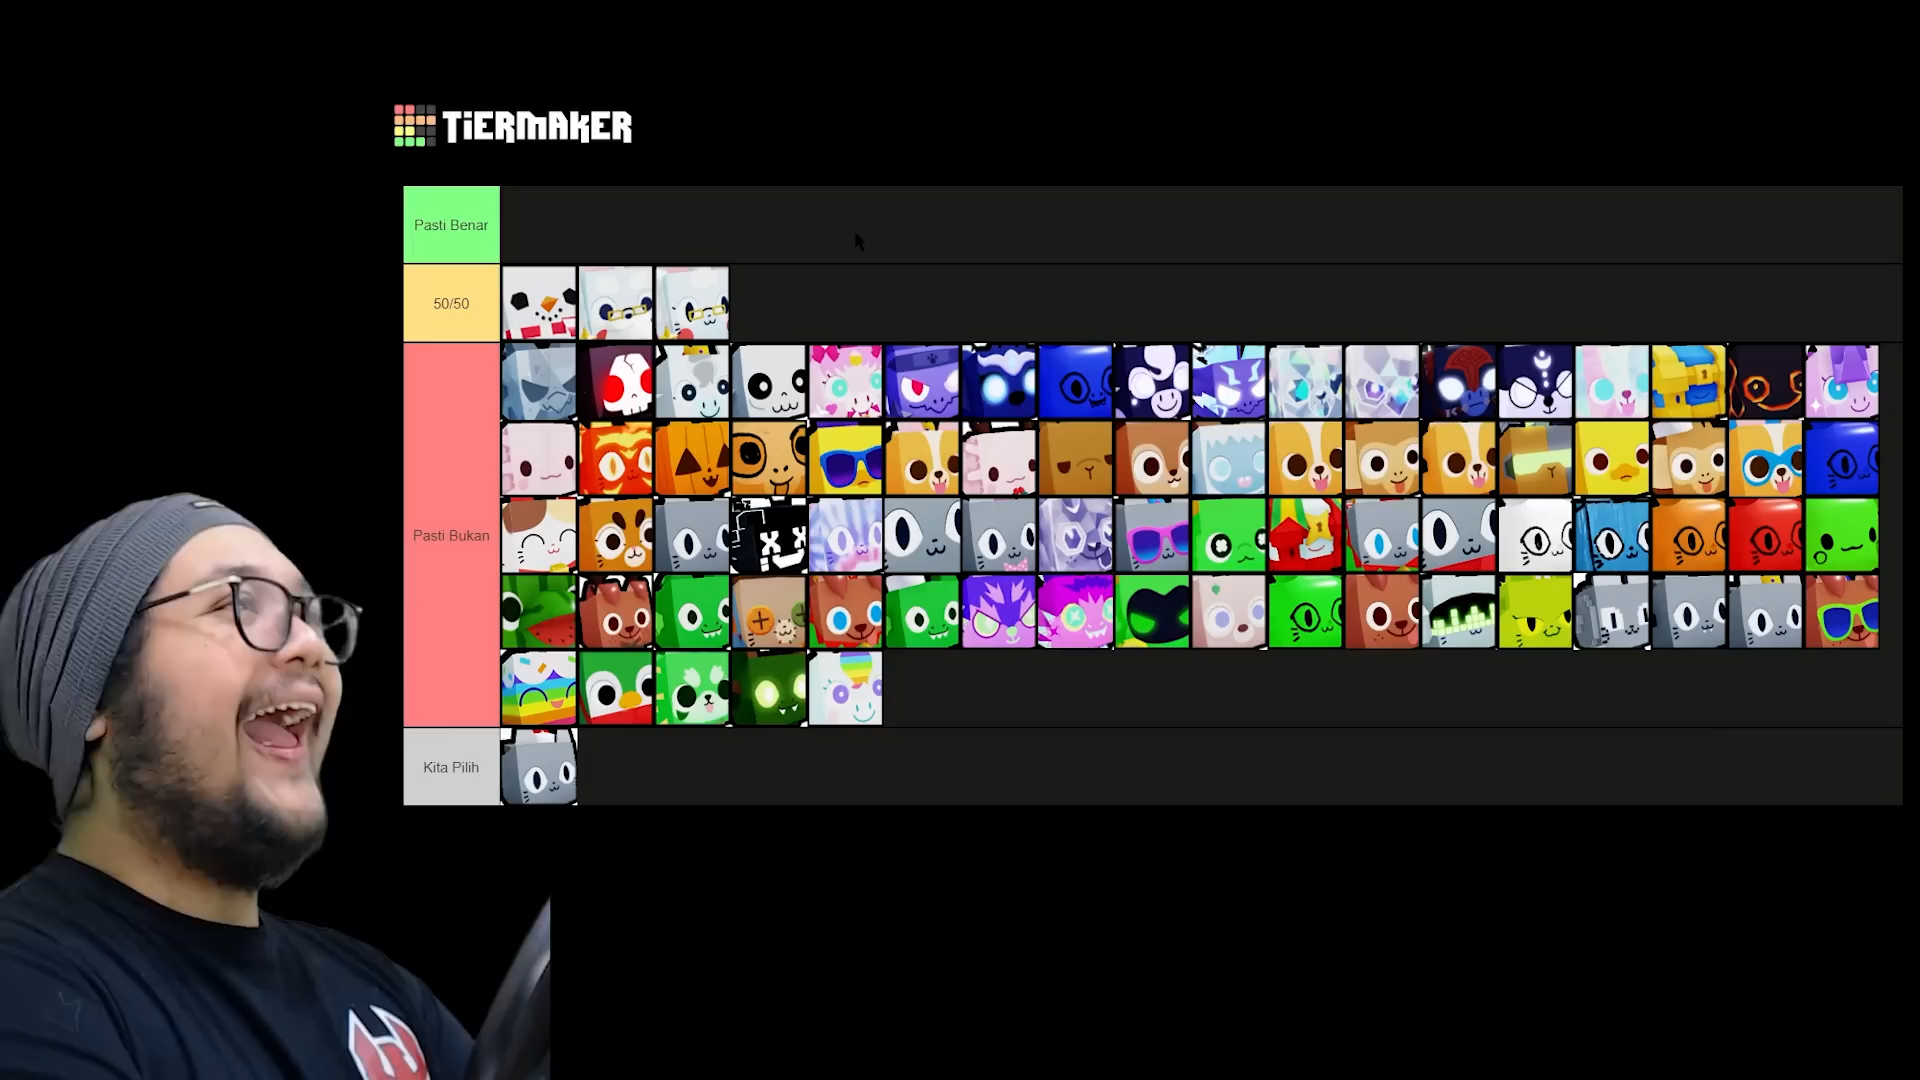 TiERMAKER
Pasti Benar
50/50
Pasti Bukan
Kita Pilih